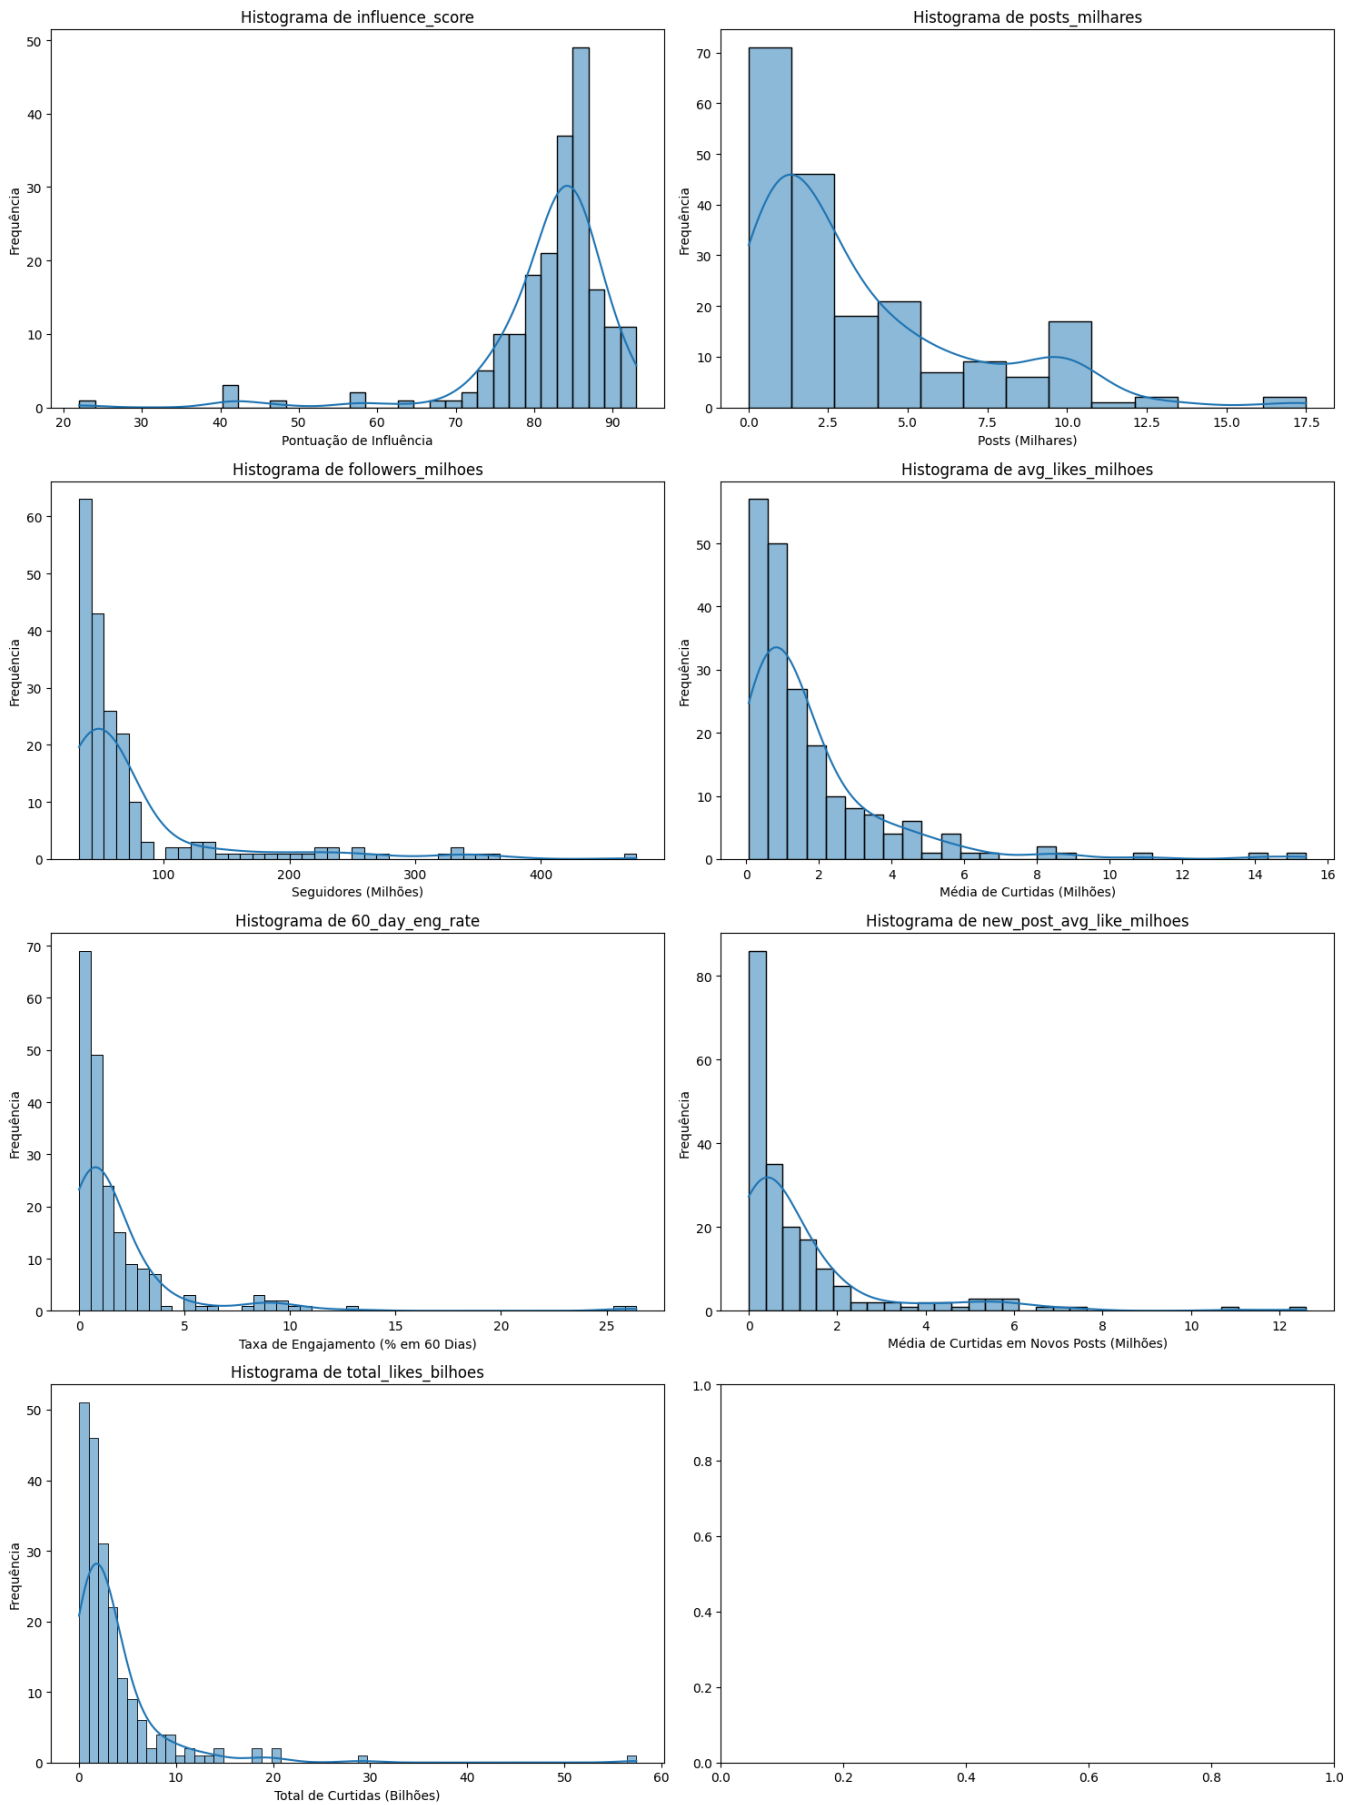 Histograma de influence_score
50
40
30
20
10
0
Frequência
20 30 40 50 60 70 80 90
Pontuação de Influência
Histograma de posts_milhares
70
60
50
40
30
20
10
0
Frequência
0.0 2.5 5.0 7.5 10.0 12.5 15.0 17.5
Posts (Milhares)
Histograma de followers_milhoes
60
50
40
30
20
10
0
Frequência
100 200 300 400
Seguidores (Milhões)
Histograma de avg_likes_milhoes
50
40
30
20
10
0
Frequência
0 2 4 6 8 10 12 14 16
Média de Curtidas (Milhões)
Histograma de 60_day_eng_rate
70
60
50
40
30
20
10
0
Frequência
0 5 10 15 20 25
Taxa de Engajamento (% em 60 Dias)
Histograma de new_post_avg_like_milhoes
80
60
40
20
0
Frequência
0 2 4 6 8 10 12
Média de Curtidas em Novos Posts (Milhões)
Histograma de total_likes_bilhoes
50
40
30
20
10
0
Frequência
0 10 20 30 40 50 60
Total de Curtidas (Bilhões)
1.0
0.8
0.6
0.4
0.2
0.0
0.0 0.2 0.4 0.6 0.8 1.0